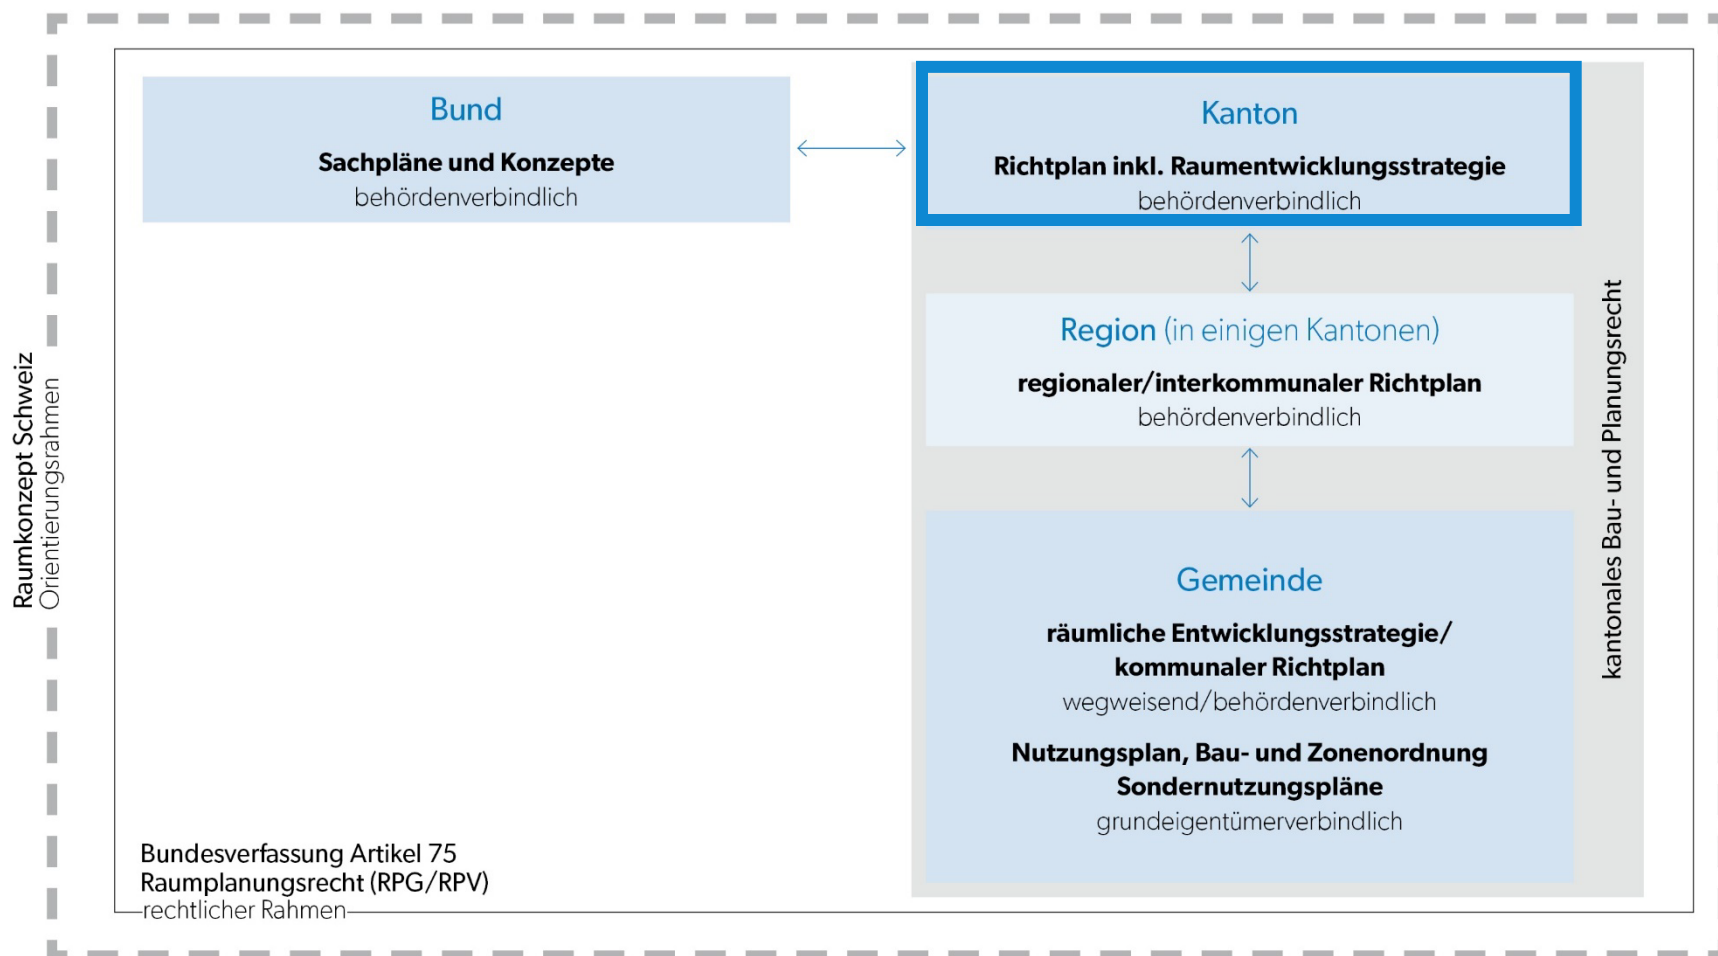 Raumkonzept Schweiz
Orientierungsrahmen
Bund
Sachpläne und Konzepte
behördenverbindlich
Kanton
Richtplan inkl. Raumentwicklungsstrategie
behördenverbindlich
Region (in einigen Kantonen)
regionaler/interkommunaler Richtplan
behördenverbindlich
Gemeinde
räumliche Entwicklungsstrategie/
kommunaler Richtplan
wegweisend/behördenverbindlich
Nutzungsplan, Bau- und Zonenordnung
Sondernutzungspläne
grundeigentümerverbindlich
kantonales Bau- und Planungsrecht
Bundesverfassung Artikel 75
Raumplanungsrecht (RPG/RPV)
rechtlicher Rahmen